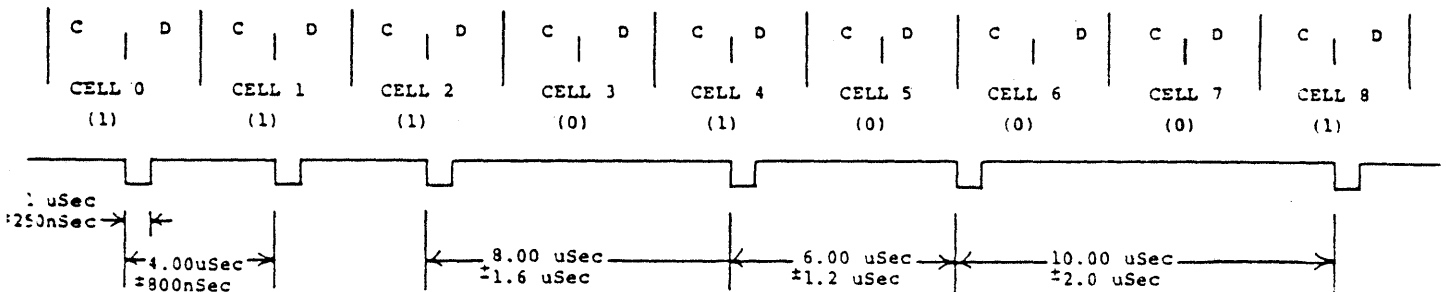 C D C D C D C D C D C D C D C D C D
CELL 0 CELL 1 CELL 2 CELL 3 CELL 4 CELL 5 CELL 6 CELL 7 CELL 8
(1) (1) (1) (0) (1) (0) (0) (0) (1)
1 uSec
±250nSec
4.00uSec
±800nSec
8.00 uSec
±1.6 uSec
6.00 uSec
±1.2 uSec
10.00 uSec
±2.0 uSec